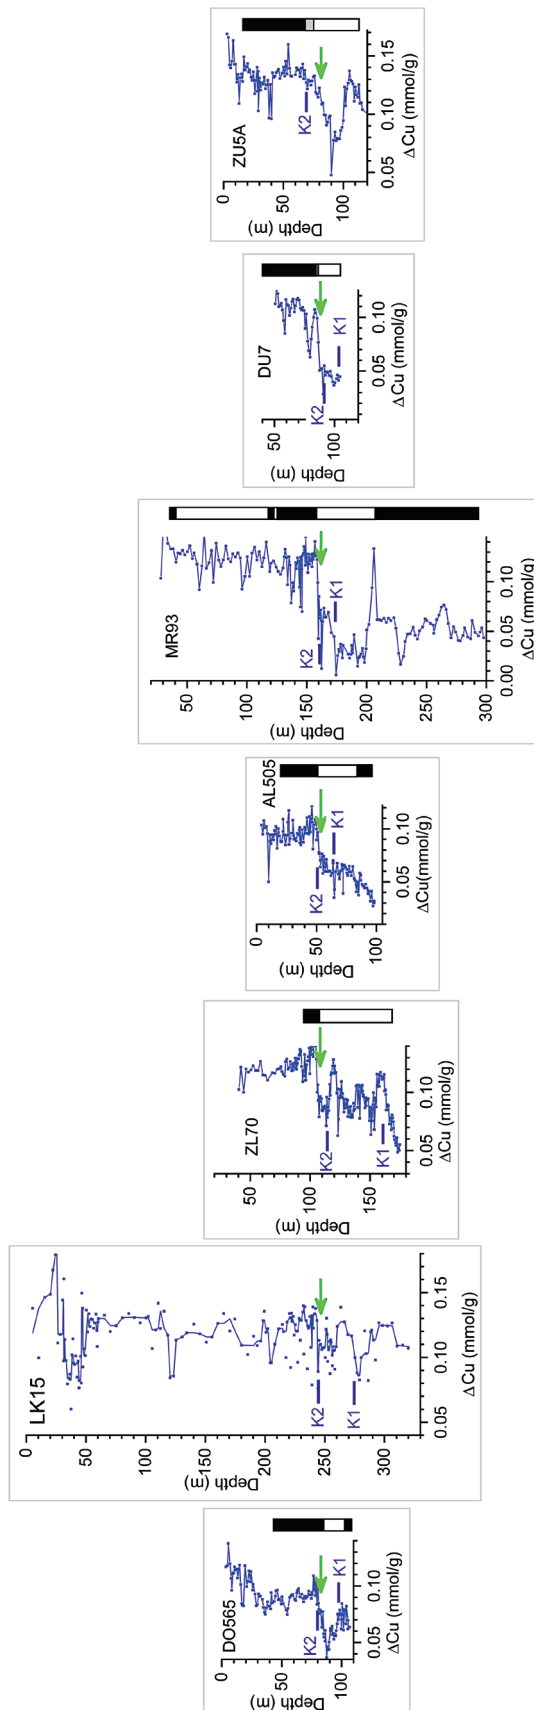 ZU5A
K2
0
50
100
Depth (m)
0.05
0.10
0.15
ΔCu (mmol/g)
DU7
K2
K1
50
100
Depth (m)
0.05
0.10
ΔCu (mmol/g)
MR93
K2
K1
50
100
150
200
250
300
Depth (m)
0.00
0.05
0.10
ΔCu (mmol/g)
AL505
K2
K1
0
50
100
Depth (m)
0.05
0.10
ΔCu(mmol/g)
ZL70
K2
K1
50
100
150
Depth (m)
0.05
0.10
ΔCu (mmol/g)
LK15
K2
K1
0
50
100
150
200
250
300
Depth (m)
0.05
0.10
0.15
ΔCu (mmol/g)
DO565
K2
K1
0
50
100
Depth (m)
0.05
0.10
ΔCu (mmol/g)